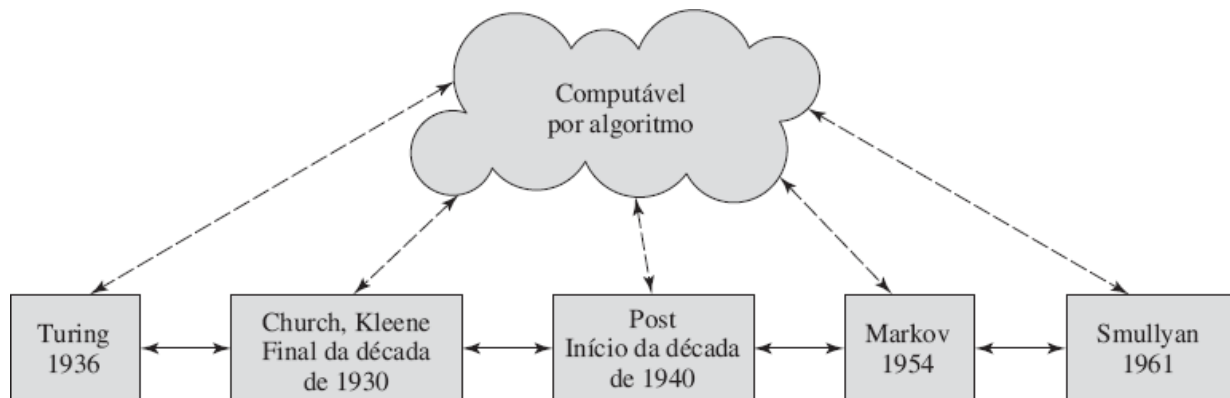 Computável
por algoritmo
Turing
1936
Church, Kleene
Final da década
de 1930
Post
Início da década
de 1940
Markov
1954
Smullyan
1961